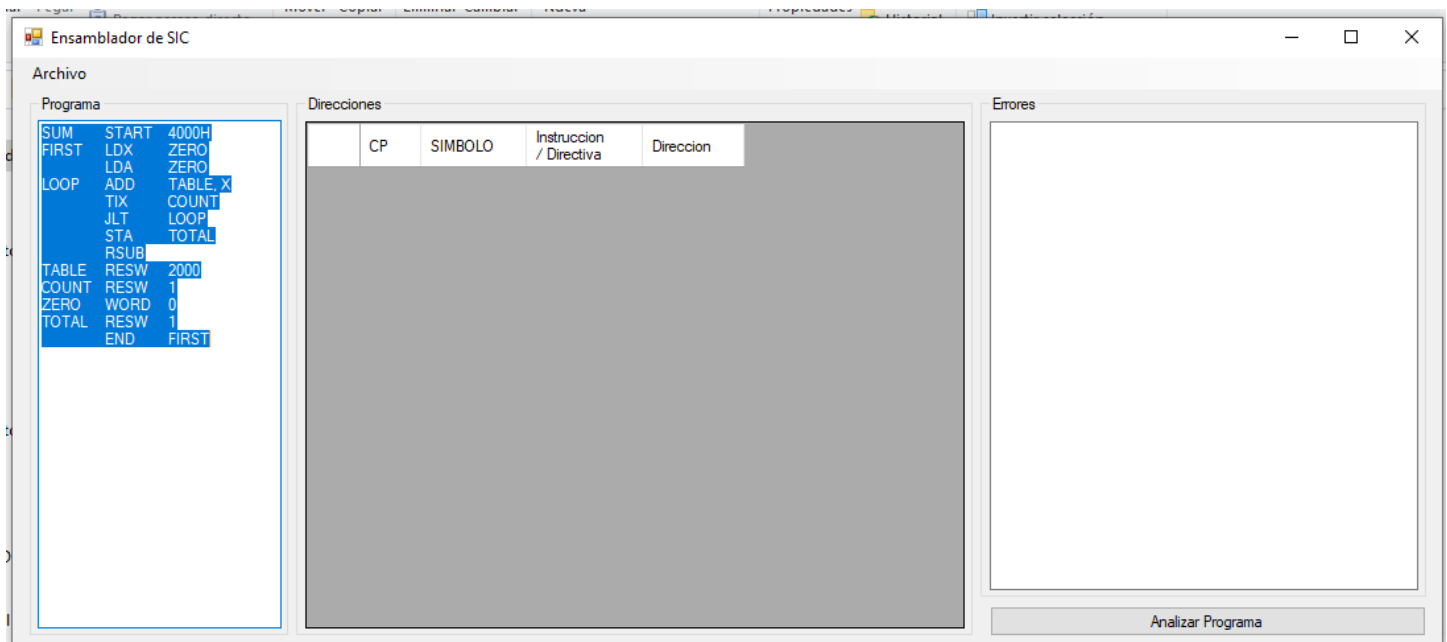 Ensamblador de SIC
Archivo
Programa
SUM START 4000H
FIRST LDX ZERO
LDA ZERO
LOOP ADD TABLE, X
TIX COUNT
JLT LOOP
STA TOTAL
RSUB
TABLE RESW 2000
COUNT RESW 1
ZERO WORD 0
TOTAL RESW 1
END FIRST
Direcciones
CP SIMBOLO Instruccion
/ Directiva Direccion
Errores
Analizar Programa